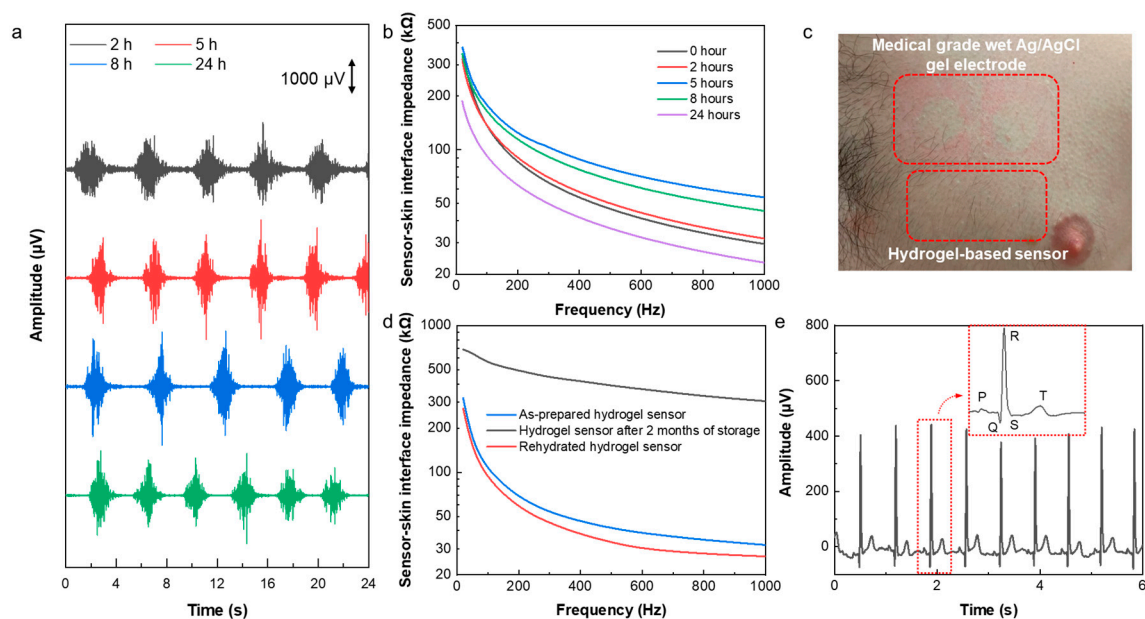 a
2 h
5 h
8 h
24 h
1000 µV
Amplitude (µV)
0
4
8
12
16
20
24
Time (s)
b
Sensor-skin interface impedance (kΩ)
500
400
300
200
100
50
40
30
20
0 hour
2 hours
5 hours
8 hours
24 hours
0
200
400
600
800
1000
Frequency (Hz)
c
Medical grade wet Ag/AgCl
gel electrode
Hydrogel-based sensor
d
Sensor-skin interface impedance (kΩ)
1000
500
300
200
100
50
30
20
As-prepared hydrogel sensor
Hydrogel sensor after 2 months of storage
Rehydrated hydrogel sensor
0
200
400
600
800
1000
Frequency (Hz)
e
Amplitude (µV)
800
600
400
200
0
P
Q
R
S
T
0
2
4
6
Time (s)